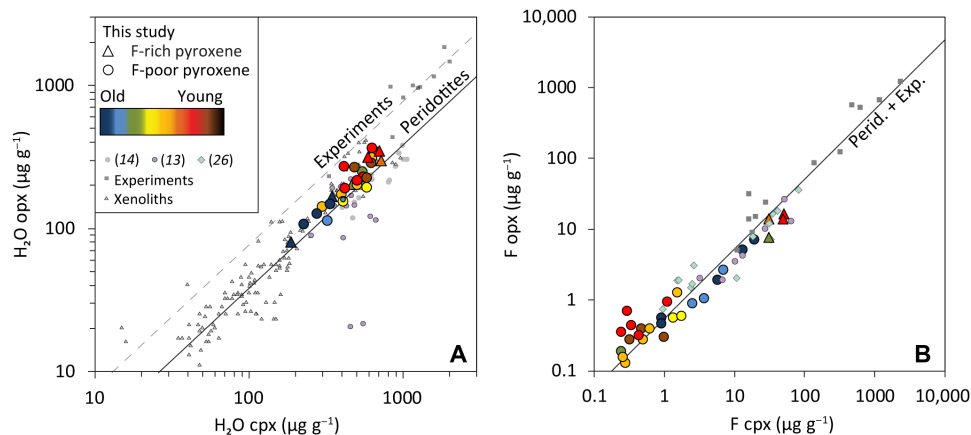 This study
F-rich pyroxene
F-poor pyroxene
Old Young
(14) (13) (26)
Experiments
Xenoliths
Experiments
Peridotites
A
1000
100
10
H₂O opx (µg g⁻¹)
10 100 1000
H₂O cpx (µg g⁻¹)
10,000
1000
100
10
1
0.1
F opx (µg g⁻¹)
Perid. + Exp.
B
0.1 1 10 100 1000 10,000
F cpx (µg g⁻¹)